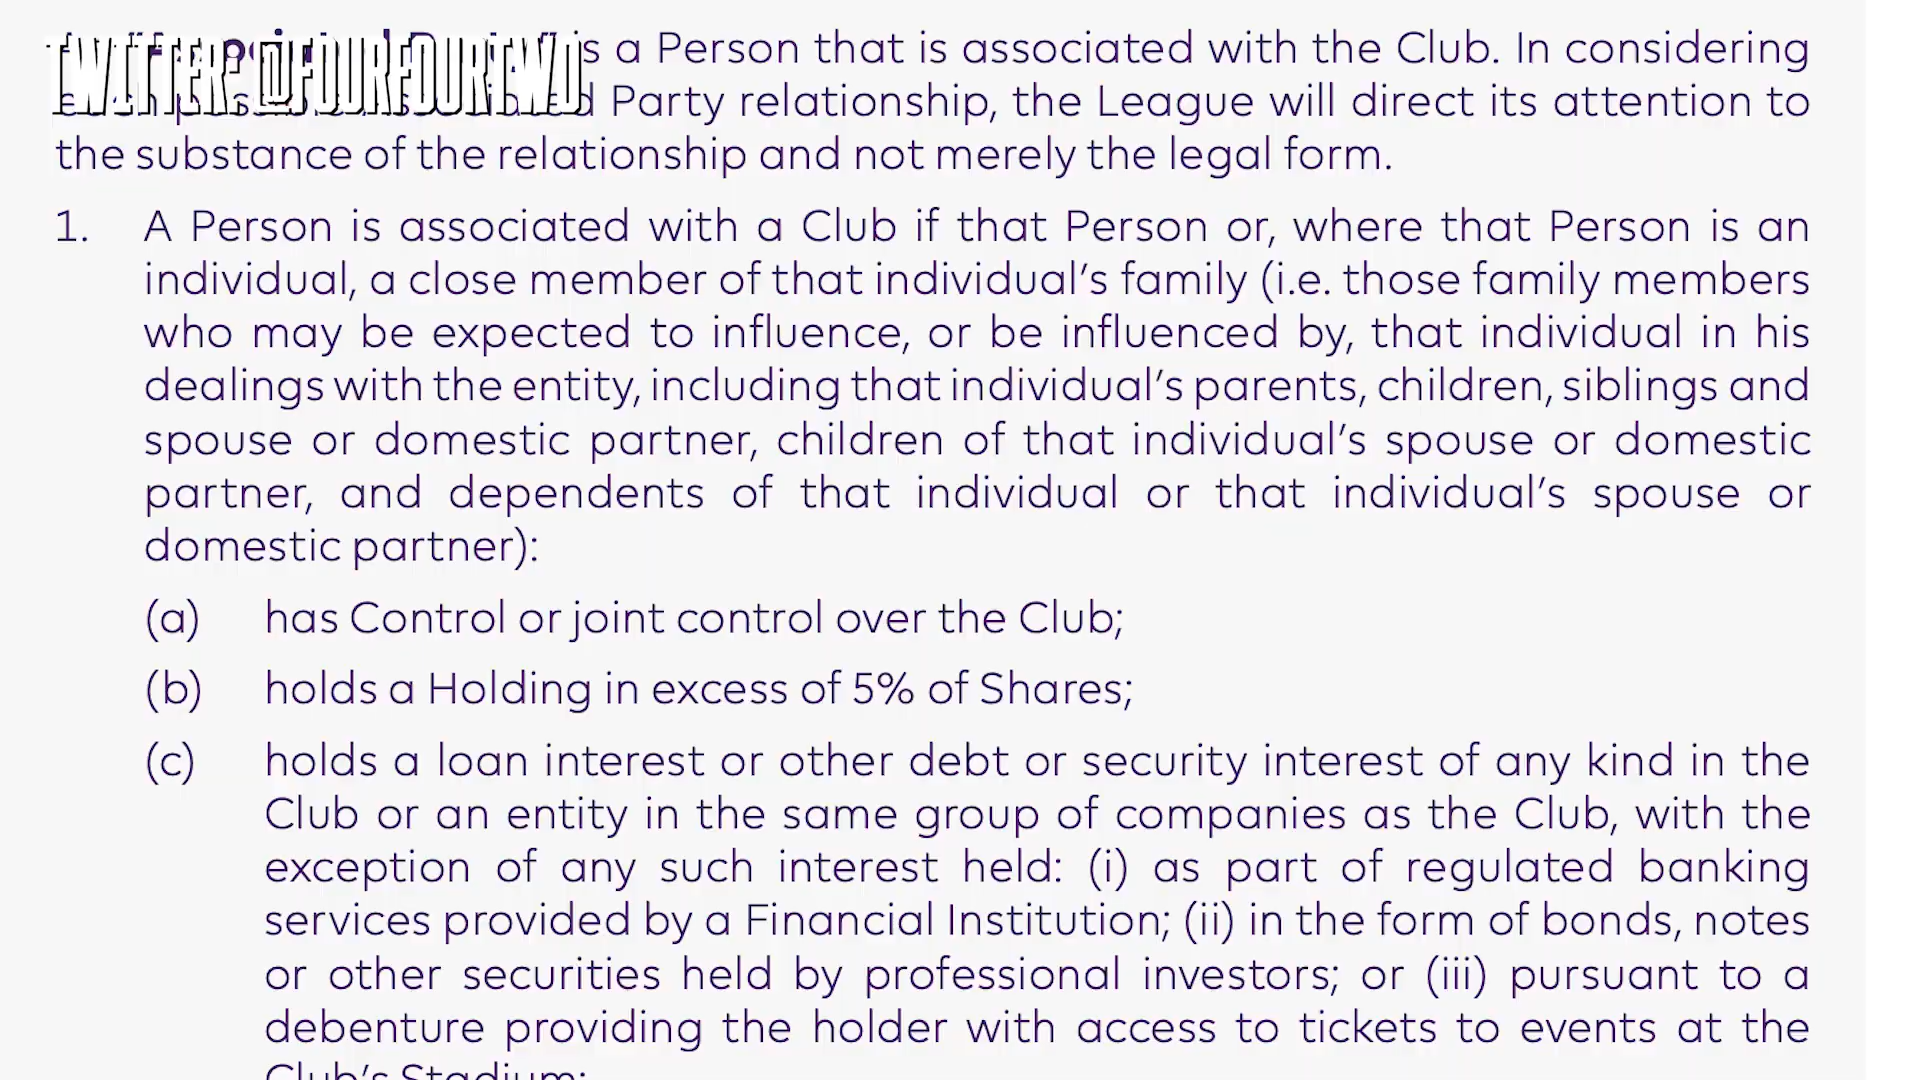 TWITTER: @FOURFOURTWO
is a Person that is associated with the Club. In considering
Party relationship, the League will direct its attention to
the substance of the relationship and not merely the legal form.
1. A Person is associated with a Club if that Person or, where that Person is an
individual, a close member of that individual’s family (i.e. those family members
who may be expected to influence, or be influenced by, that individual in his
dealings with the entity, including that individual’s parents, children, siblings and
spouse or domestic partner, children of that individual’s spouse or domestic
partner, and dependents of that individual or that individual’s spouse or
domestic partner):
(a) has Control or joint control over the Club;
(b) holds a Holding in excess of 5% of Shares;
(c) holds a loan interest or other debt or security interest of any kind in the
Club or an entity in the same group of companies as the Club, with the
exception of any such interest held: (i) as part of regulated banking
services provided by a Financial Institution; (ii) in the form of bonds, notes
or other securities held by professional investors; or (iii) pursuant to a
debenture providing the holder with access to tickets to events at the
Club’s Stadium;